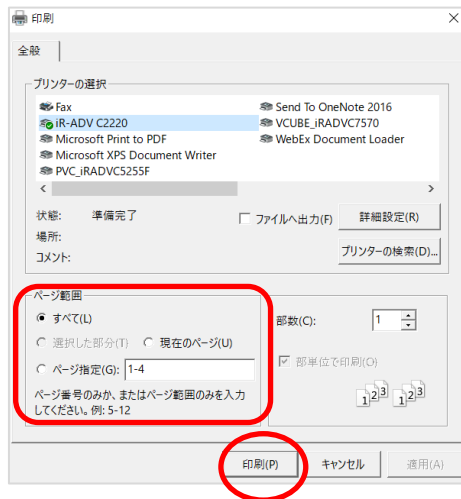 印刷
全般
プリンターの選択
Fax
iR-ADV C2220
Microsoft Print to PDF
Microsoft XPS Document Writer
PVC_iRADVC5255F
Send To OneNote 2016
VCUBE_iRADVC7570
WebEx Document Loader
状態: 準備完了
場所:
コメント:
ファイルへ出力(F)
詳細設定(R)
プリンターの検索(D)...
ページ範囲
すべて(L)
選択した部分(T) 現在のページ(U)
ページ指定(G): 1-4
ページ番号のみか、またはページ範囲のみを入力
してください。例: 5-12
部数(C): 1
部単位で印刷(O)
1 2 3 1 2 3
印刷(P) キャンセル 適用(A)